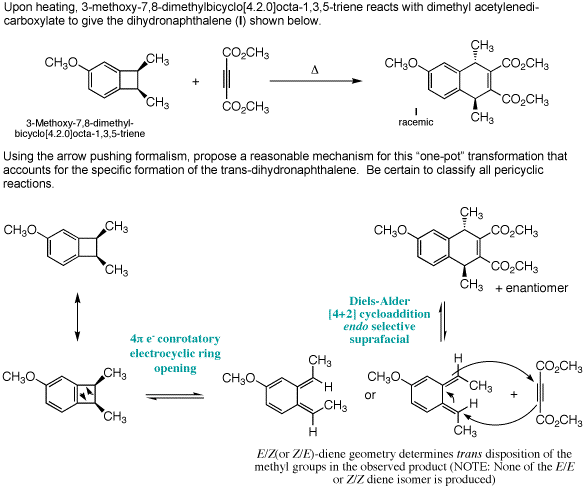 Upon heating, 3-methoxy-7,8-dimethylbicyclo[4.2.0]octa-1,3,5-triene reacts with dimethyl acetylenedi-
carboxylate to give the dihydronaphthalene (I) shown below.
CH3O
CH3
CH3
+
CO2CH3
CO2CH3
Δ
CH3O
CH3
CO2CH3
CO2CH3
CH3
3-Methoxy-7,8-dimethyl-
bicyclo[4.2.0]octa-1,3,5-triene
I
racemic
Using the arrow pushing formalism, propose a reasonable mechanism for this "one-pot" transformation that
accounts for the specific formation of the trans-dihydronaphthalene. Be certain to classify all pericyclic
reactions.
CH3O
CH3
CH3
CH3O
CH3
CO2CH3
CO2CH3
CH3
+ enantiomer
4π e- conrotatory
electrocyclic ring
opening
Diels-Alder
[4+2] cycloaddition
endo selective
suprafacial
CH3O
CH3
CH3
CH3O
CH3
H
CH3
H
or
CH3O
H
CH3
H
CH3
+
CO2CH3
CO2CH3
E/Z(or Z/E)-diene geometry determines trans disposition of the
methyl groups in the observed product (NOTE: None of the E/E
or Z/Z diene isomer is produced)